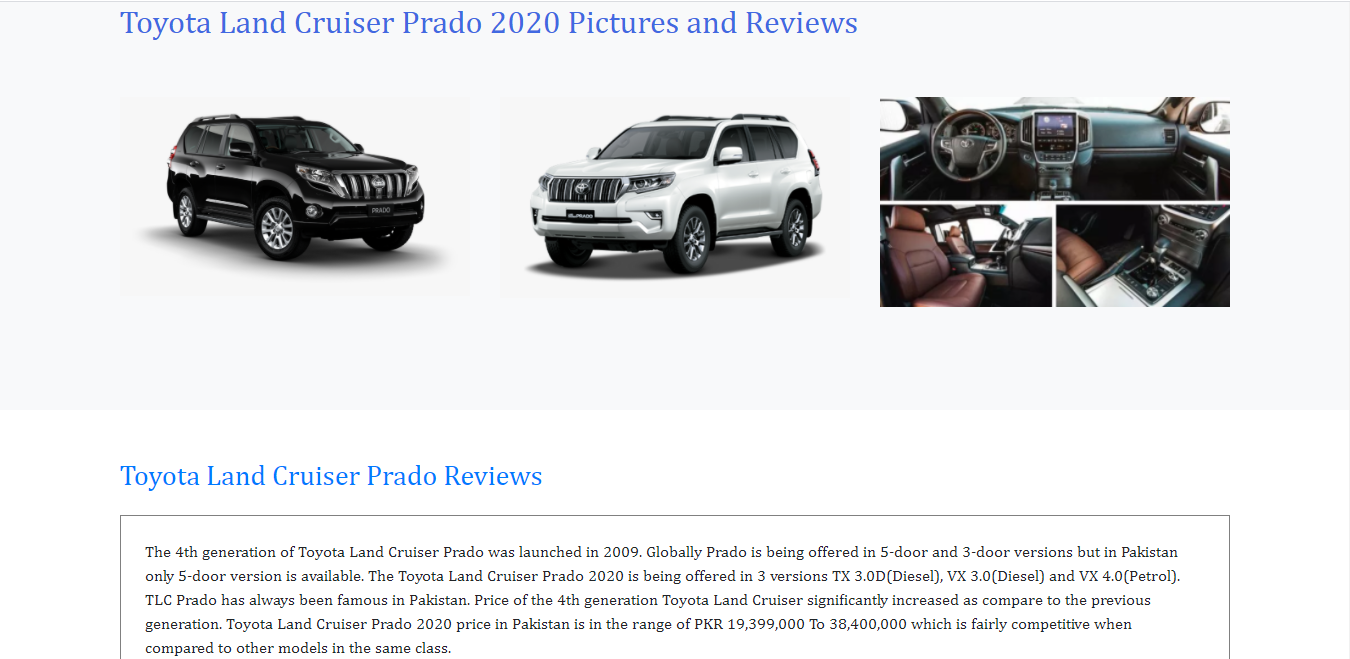 Toyota Land Cruiser Prado 2020 Pictures and Reviews
PRADO
Toyota Land Cruiser Prado Reviews
The 4th generation of Toyota Land Cruiser Prado was launched in 2009. Globally Prado is being offered in 5-door and 3-door versions but in Pakistan
only 5-door version is available. The Toyota Land Cruiser Prado 2020 is being offered in 3 versions TX 3.0D(Diesel), VX 3.0(Diesel) and VX 4.0(Petrol).
TLC Prado has always been famous in Pakistan. Price of the 4th generation Toyota Land Cruiser significantly increased as compare to the previous
generation. Toyota Land Cruiser Prado 2020 price in Pakistan is in the range of PKR 19,399,000 To 38,400,000 which is fairly competitive when
compared to other models in the same class.